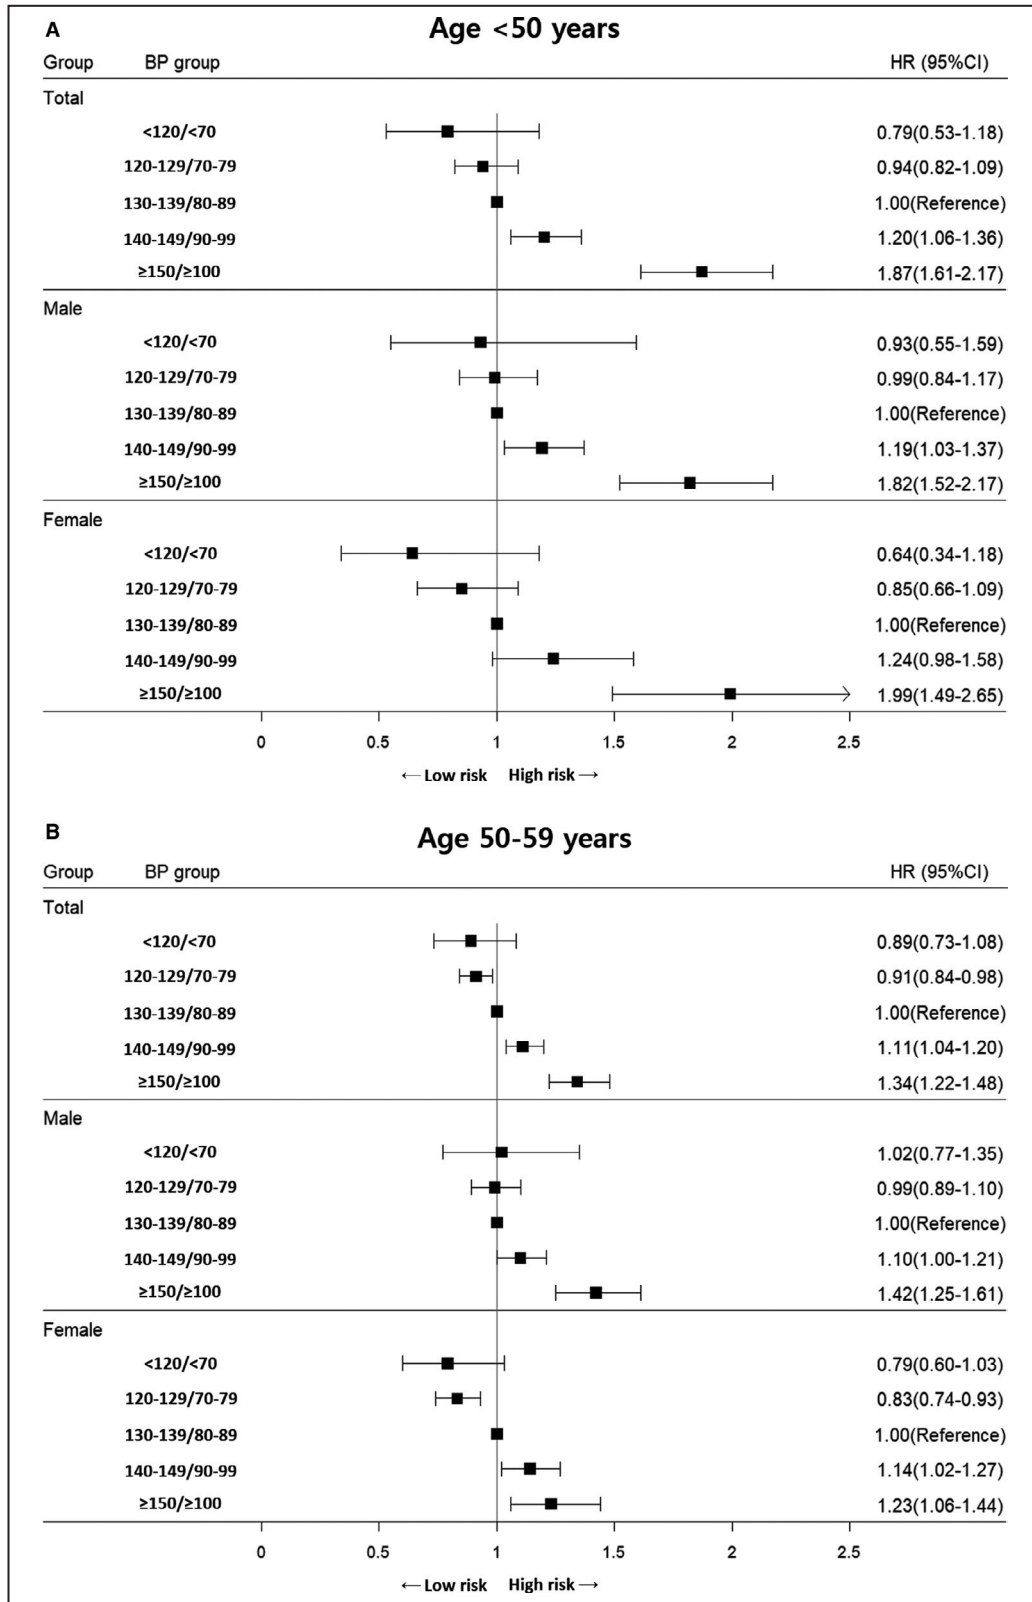 A
Age <50 years
Group BP group HR (95%CI)
Total
<120/<70 0.79(0.53-1.18)
120-129/70-79 0.94(0.82-1.09)
130-139/80-89 1.00(Reference)
140-149/90-99 1.20(1.06-1.36)
≥150/≥100 1.87(1.61-2.17)
Male
<120/<70 0.93(0.55-1.59)
120-129/70-79 0.99(0.84-1.17)
130-139/80-89 1.00(Reference)
140-149/90-99 1.19(1.03-1.37)
≥150/≥100 1.82(1.52-2.17)
Female
<120/<70 0.64(0.34-1.18)
120-129/70-79 0.85(0.66-1.09)
130-139/80-89 1.00(Reference)
140-149/90-99 1.24(0.98-1.58)
≥150/≥100 1.99(1.49-2.65)
0 0.5 1 1.5 2 2.5
←Low risk High risk→
B
Age 50-59 years
Group BP group HR (95%CI)
Total
<120/<70 0.89(0.73-1.08)
120-129/70-79 0.91(0.84-0.98)
130-139/80-89 1.00(Reference)
140-149/90-99 1.11(1.04-1.20)
≥150/≥100 1.34(1.22-1.48)
Male
<120/<70 1.02(0.77-1.35)
120-129/70-79 0.99(0.89-1.10)
130-139/80-89 1.00(Reference)
140-149/90-99 1.10(1.00-1.21)
≥150/≥100 1.42(1.25-1.61)
Female
<120/<70 0.79(0.60-1.03)
120-129/70-79 0.83(0.74-0.93)
130-139/80-89 1.00(Reference)
140-149/90-99 1.14(1.02-1.27)
≥150/≥100 1.23(1.06-1.44)
0 0.5 1 1.5 2 2.5
←Low risk High risk→